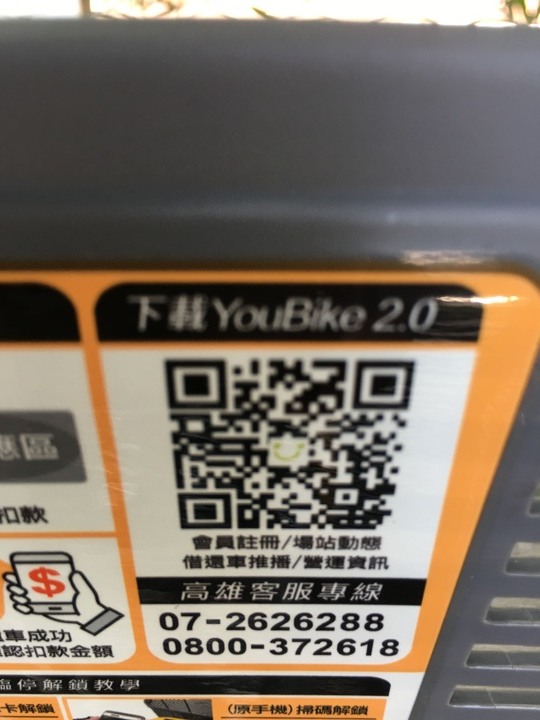 下載YouBike 2.0
應區
扣款
會員註冊/場站動態
借還車推播/營運資訊
高雄客服專線
07-2626288
0800-372618
$
車成功
認扣款金額
臨停解鎖教學
卡解鎖
(原手機)掃碼解鎖